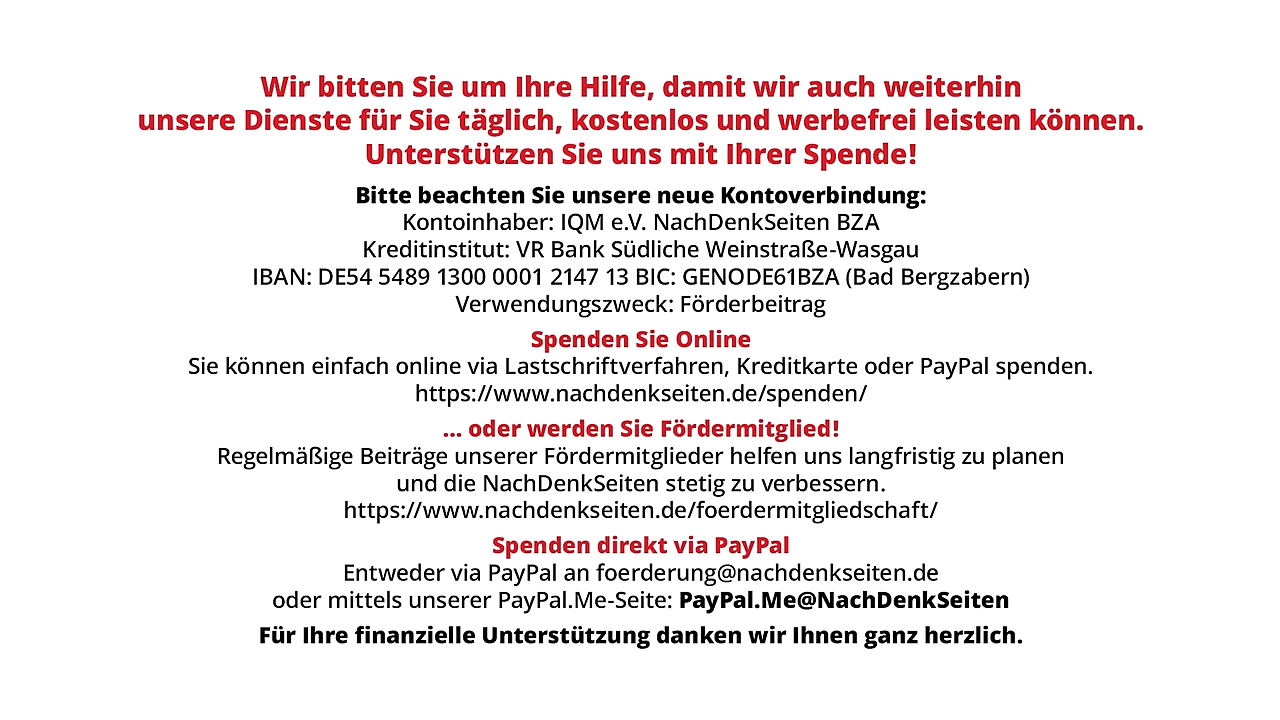 Wir bitten Sie um Ihre Hilfe, damit wir auch weiterhin
unsere Dienste für Sie täglich, kostenlos und werbefrei leisten können.
Unterstützen Sie uns mit Ihrer Spende!
Bitte beachten Sie unsere neue Kontoverbindung:
Kontoinhaber: IQM e.V. NachDenkSeiten BZA
Kreditinstitut: VR Bank Südliche Weinstraße-Wasgau
IBAN: DE54 5489 1300 0001 2147 13 BIC: GENODE61BZA (Bad Bergzabern)
Verwendungszweck: Förderbeitrag
Spenden Sie Online
Sie können einfach online via Lastschriftverfahren, Kreditkarte oder PayPal spenden.
https://www.nachdenkseiten.de/spenden/
... oder werden Sie Fördermitglied!
Regelmäßige Beiträge unserer Fördermitglieder helfen uns langfristig zu planen
und die NachDenkSeiten stetig zu verbessern.
https://www.nachdenkseiten.de/foerdermitgliedschaft/
Spenden direkt via PayPal
Entweder via PayPal an foerderung@nachdenkseiten.de
oder mittels unserer PayPal.Me-Seite: PayPal.Me@NachDenkSeiten
Für Ihre finanzielle Unterstützung danken wir Ihnen ganz herzlich.